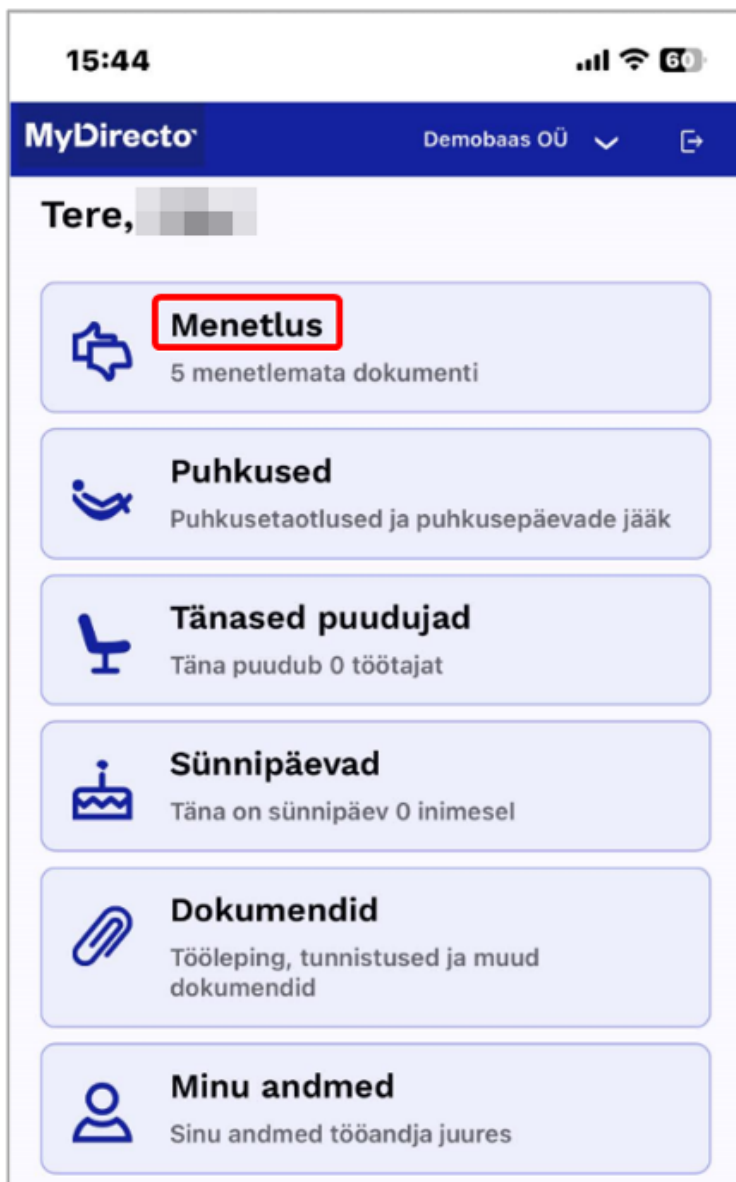 15:44 60
MyDirecto Demobaas OÜ
Tere,
Menetlus
5 menetlemata dokumenti
Puhkused
Puhkusetaotlused ja puhkusepäevade jääk
Tänased puudujad
Täna puudub 0 töötajat
Sünnipäevad
Täna on sünnipäev 0 inimesel
Dokumendid
Tööleping, tunnistused ja muud
dokumendid
Minu andmed
Sinu andmed tööandja juures